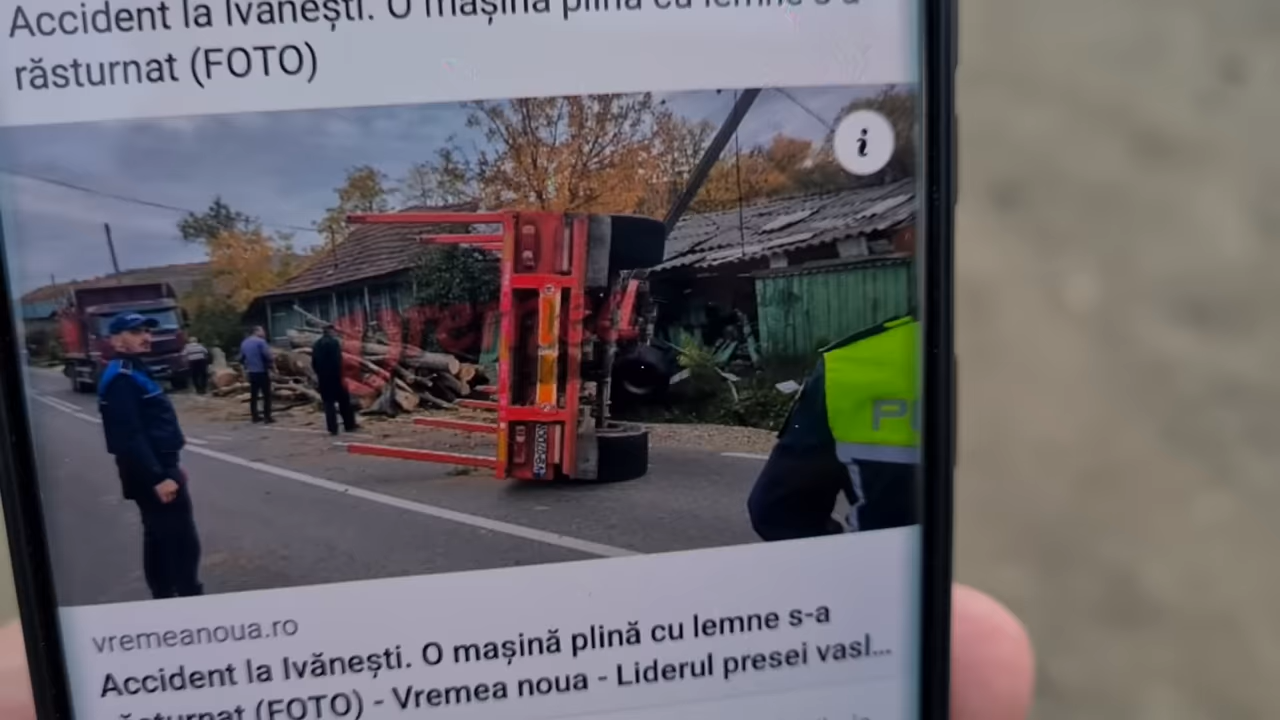 Accident la Ivănești. O mașină plină cu lemne s-a
răsturnat (FOTO)
i
Vremea
vremeanoua.ro
Accident la Ivănești. O mașină plină cu lemne s-a
răsturnat (FOTO) - Vremea noua - Liderul presei vasl...